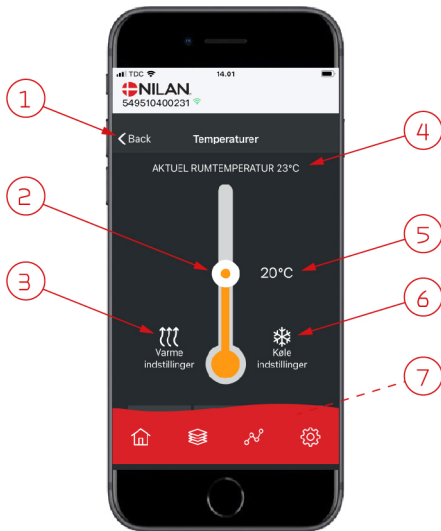 TDC
14.01
NILAN
549510400231
Back
Temperaturer
AKTUEL RUMTEMPERATUR 23°C
20°C
Varme
indstillinger
Køle
indstillinger
1
2
3
4
5
6
7